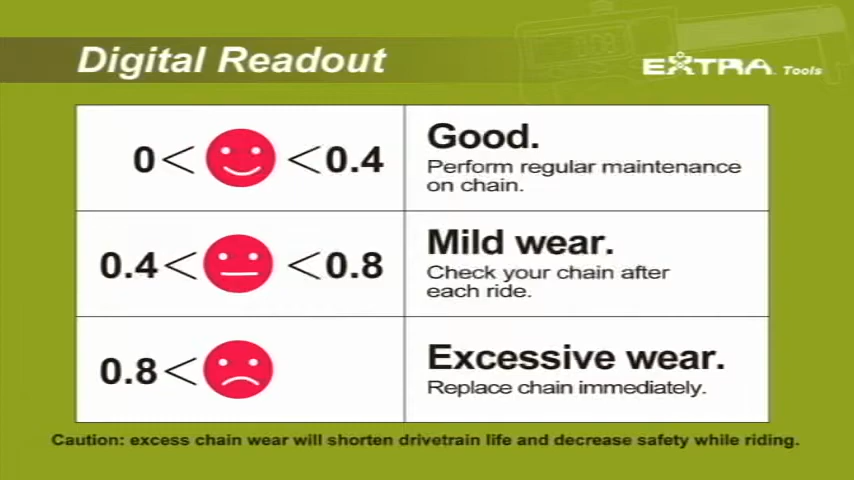 Digital Readout
EXTRA Tools
0< <0.4
Good.
Perform regular maintenance
on chain.
0.4< <0.8
Mild wear.
Check your chain after
each ride.
0.8<
Excessive wear.
Replace chain immediately.
Caution: excess chain wear will shorten drivetrain life and decrease safety while riding.